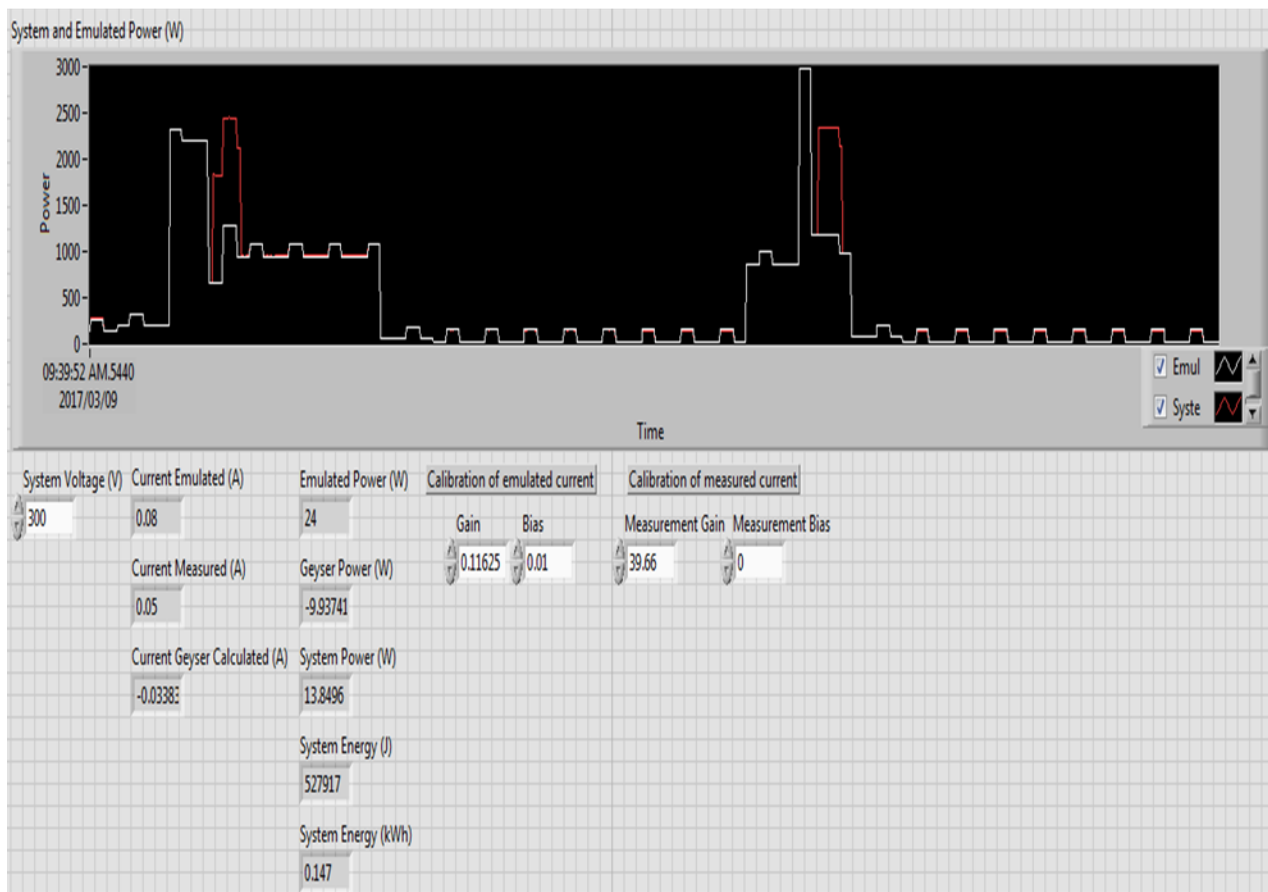 System and Emulated Power (W)
3000
2500
2000
1500
1000
500
0
Power
09:39:52 AM.5440
2017/03/09
Time
Emul
Syste
System Voltage (V)
300
Current Emulated (A)
0.08
Emulated Power (W)
24
Calibration of emulated current
Gain
0.11625
Bias
0.01
Calibration of measured current
Measurement Gain
39.66
Measurement Bias
0
Current Measured (A)
0.05
Geyser Power (W)
-9.93741
Current Geyser Calculated (A)
-0.03383
System Power (W)
13.8496
System Energy (J)
527917
System Energy (kWh)
0.147